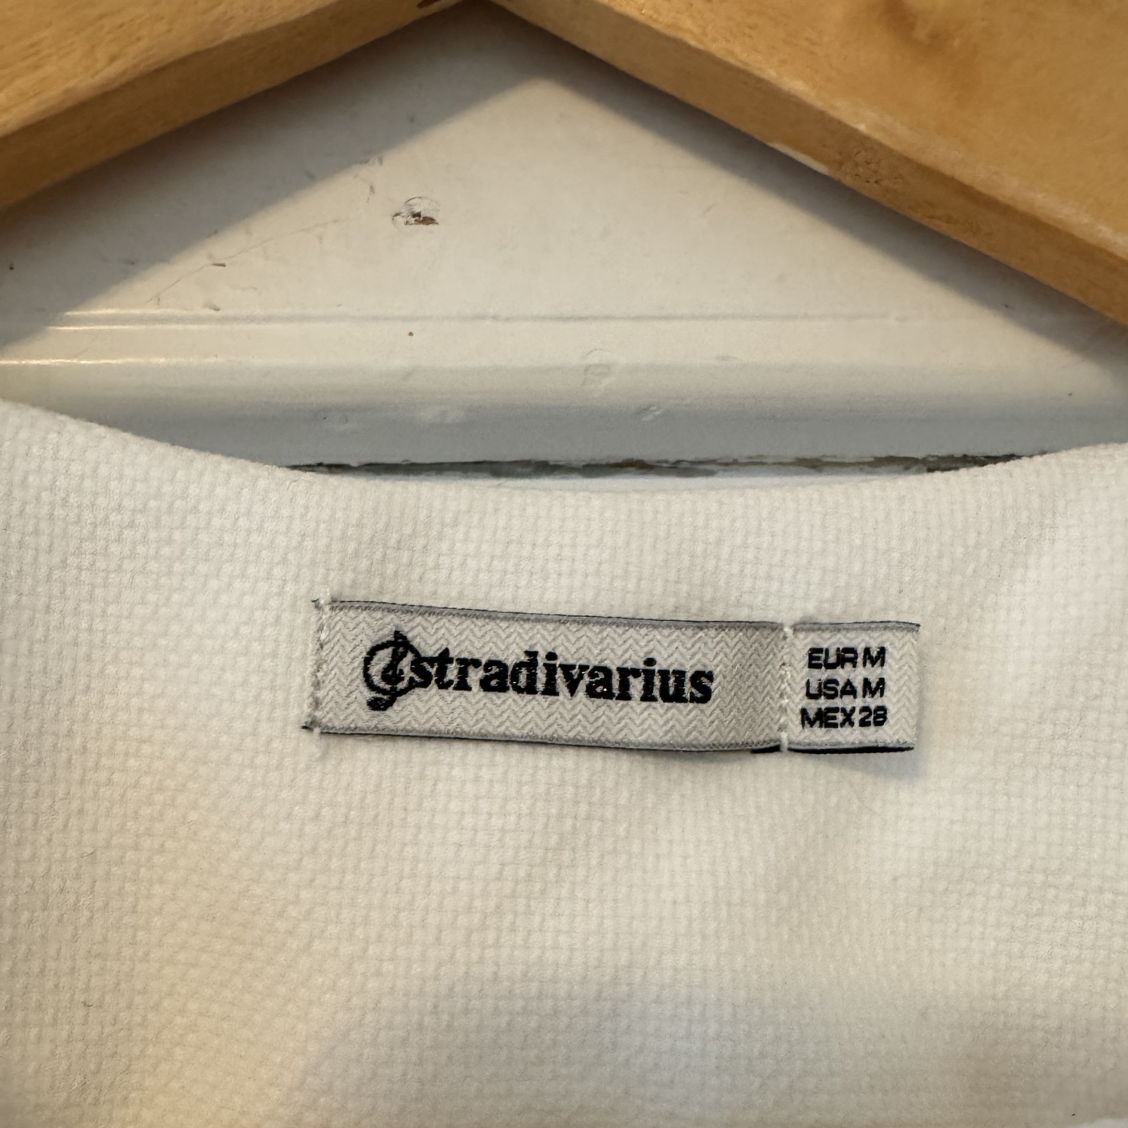 stradivarius
EUR M
USA M
MEX 28